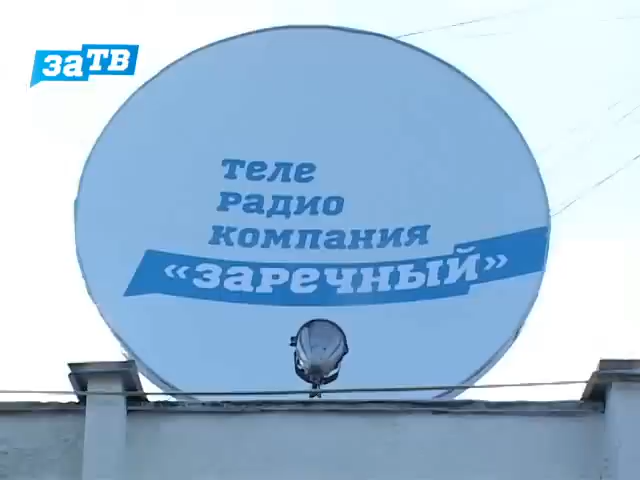 заТВ
теле
радио
компания
«заречный»